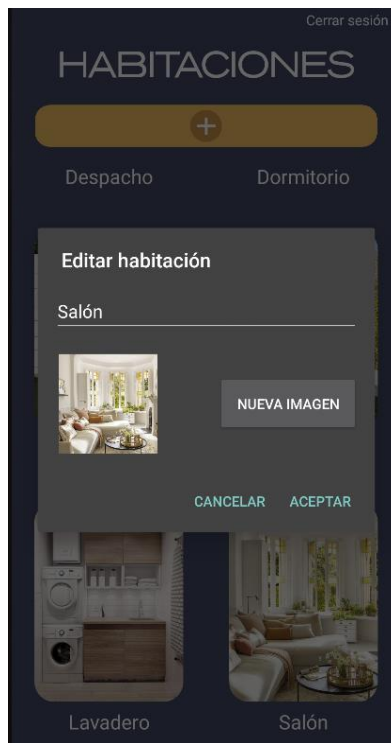 Cerrar sesión
HABITACIONES
Despacho Dormitorio
Editar habitación
Salón
NUEVA IMAGEN
CANCELAR ACEPTAR
Lavadero Salón